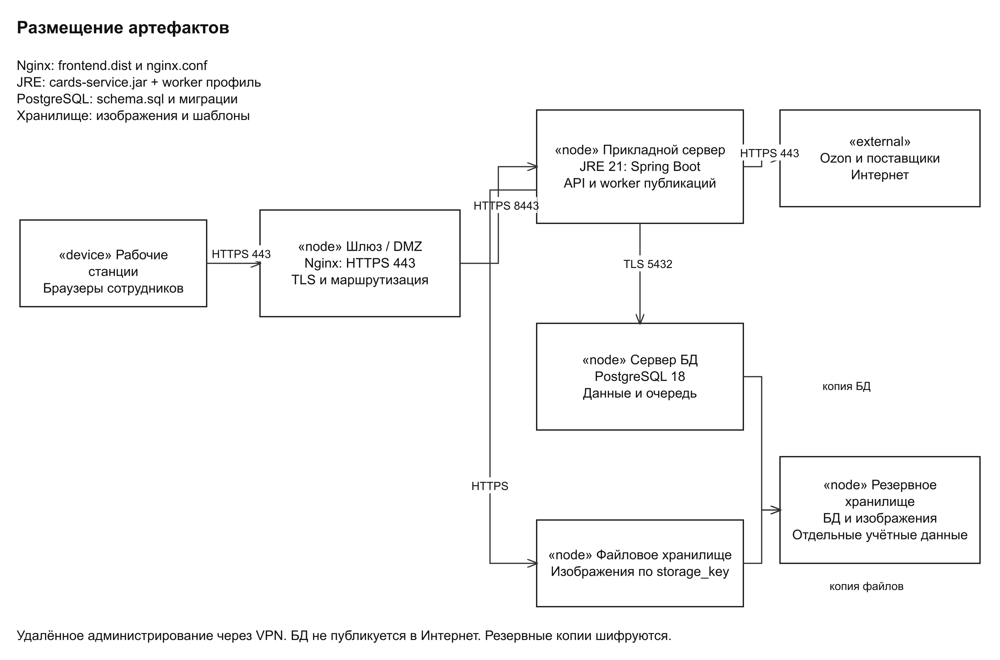 Размещение артефактов
Nginx: frontend.dist и nginx.conf
JRE: cards-service.jar + worker профиль
PostgreSQL: schema.sql и миграции
Хранилище: изображения и шаблоны
«device» Рабочие
станции
Браузеры сотрудников
HTTPS 443
«node» Шлюз / DMZ
Nginx: HTTPS 443
TLS и маршрутизация
HTTPS 8443
«node» Прикладной сервер
JRE 21: Spring Boot
API и worker публикаций
HTTPS 443
«external»
Ozon и поставщики
Интернет
TLS 5432
«node» Сервер БД
PostgreSQL 18
Данные и очередь
копия БД
HTTPS
«node» Резервное
хранилище
БД и изображения
Отдельные учётные данные
«node» Файловое хранилище
Изображения по storage_key
копия файлов
Удалённое администрирование через VPN. БД не публикуется в Интернет. Резервные копии шифруются.